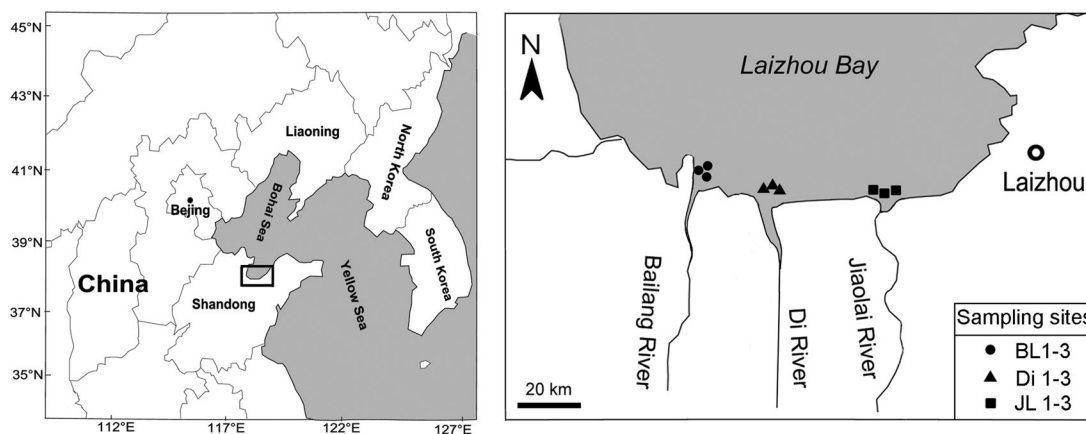 45°N
43°N
41°N
39°N
37°N
35°N
112°E
117°E
122°E
127°E
Liaoning
North Korea
Bejing
Bohai Sea
South Korea
China
Shandong
Yellow Sea
N
Laizhou Bay
Laizhou
Bailang River
Di River
Jiaolai River
20 km
Sampling sites
BL1-3
Di 1-3
JL 1-3